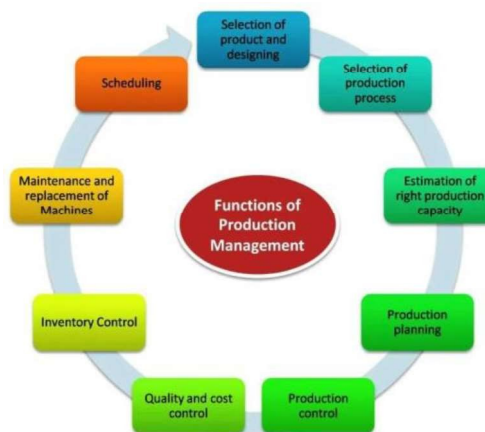 Selection of
product and
designing
Selection of
production
process
Estimation of
right production
capacity
Production
planning
Production
control
Quality and cost
control
Inventory Control
Maintenance and
replacement of
Machines
Scheduling
Functions of
Production
Management